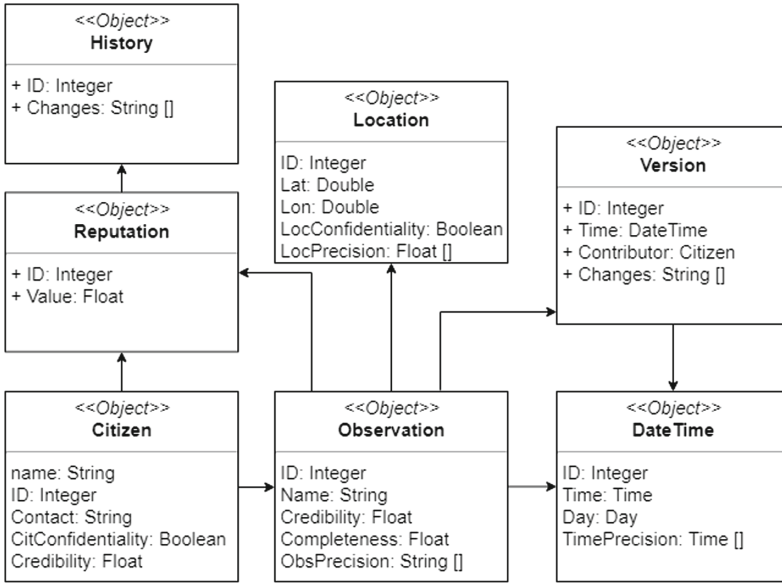 <<Object>>
History
+ ID: Integer
+ Changes: String []
<<Object>>
Location
ID: Integer
Lat: Double
Lon: Double
LocConfidentiality: Boolean
LocPrecision: Float []
<<Object>>
Version
+ ID: Integer
+ Time: DateTime
+ Contributor: Citizen
+ Changes: String []
<<Object>>
Reputation
+ ID: Integer
+ Value: Float
<<Object>>
Citizen
name: String
ID: Integer
Contact: String
CitConfidentiality: Boolean
Credibility: Float
<<Object>>
Observation
ID: Integer
Name: String
Credibility: Float
Completeness: Float
ObsPrecision: String []
<<Object>>
DateTime
ID: Integer
Time: Time
Day: Day
TimePrecision: Time []